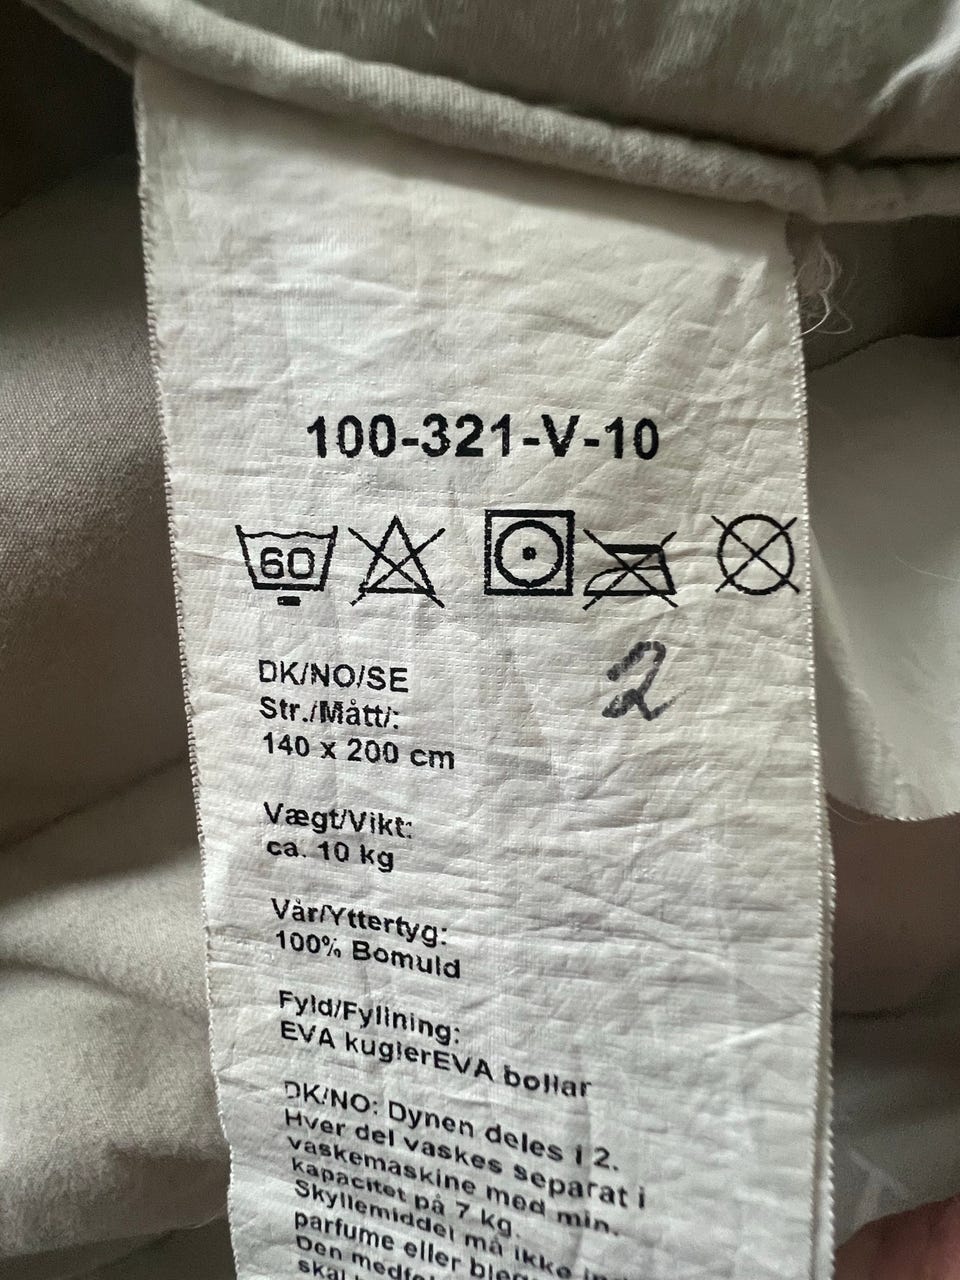 100-321-V-10
60
2
DK/NO/SE
Str./Mått/:
140 x 200 cm
Vægt/Vikt:
ca. 10 kg
Vår/Yttertyg:
100% Bomuld
Fyld/Fyllning:
EVA kuglerEVA bollar
DK/NO: Dynen deles i 2.
Hver del vaskes separat i
vaskemaskine med min.
kapacitet på 7 kg.
Skyllemiddel må ikke
parfume eller
Den
skal